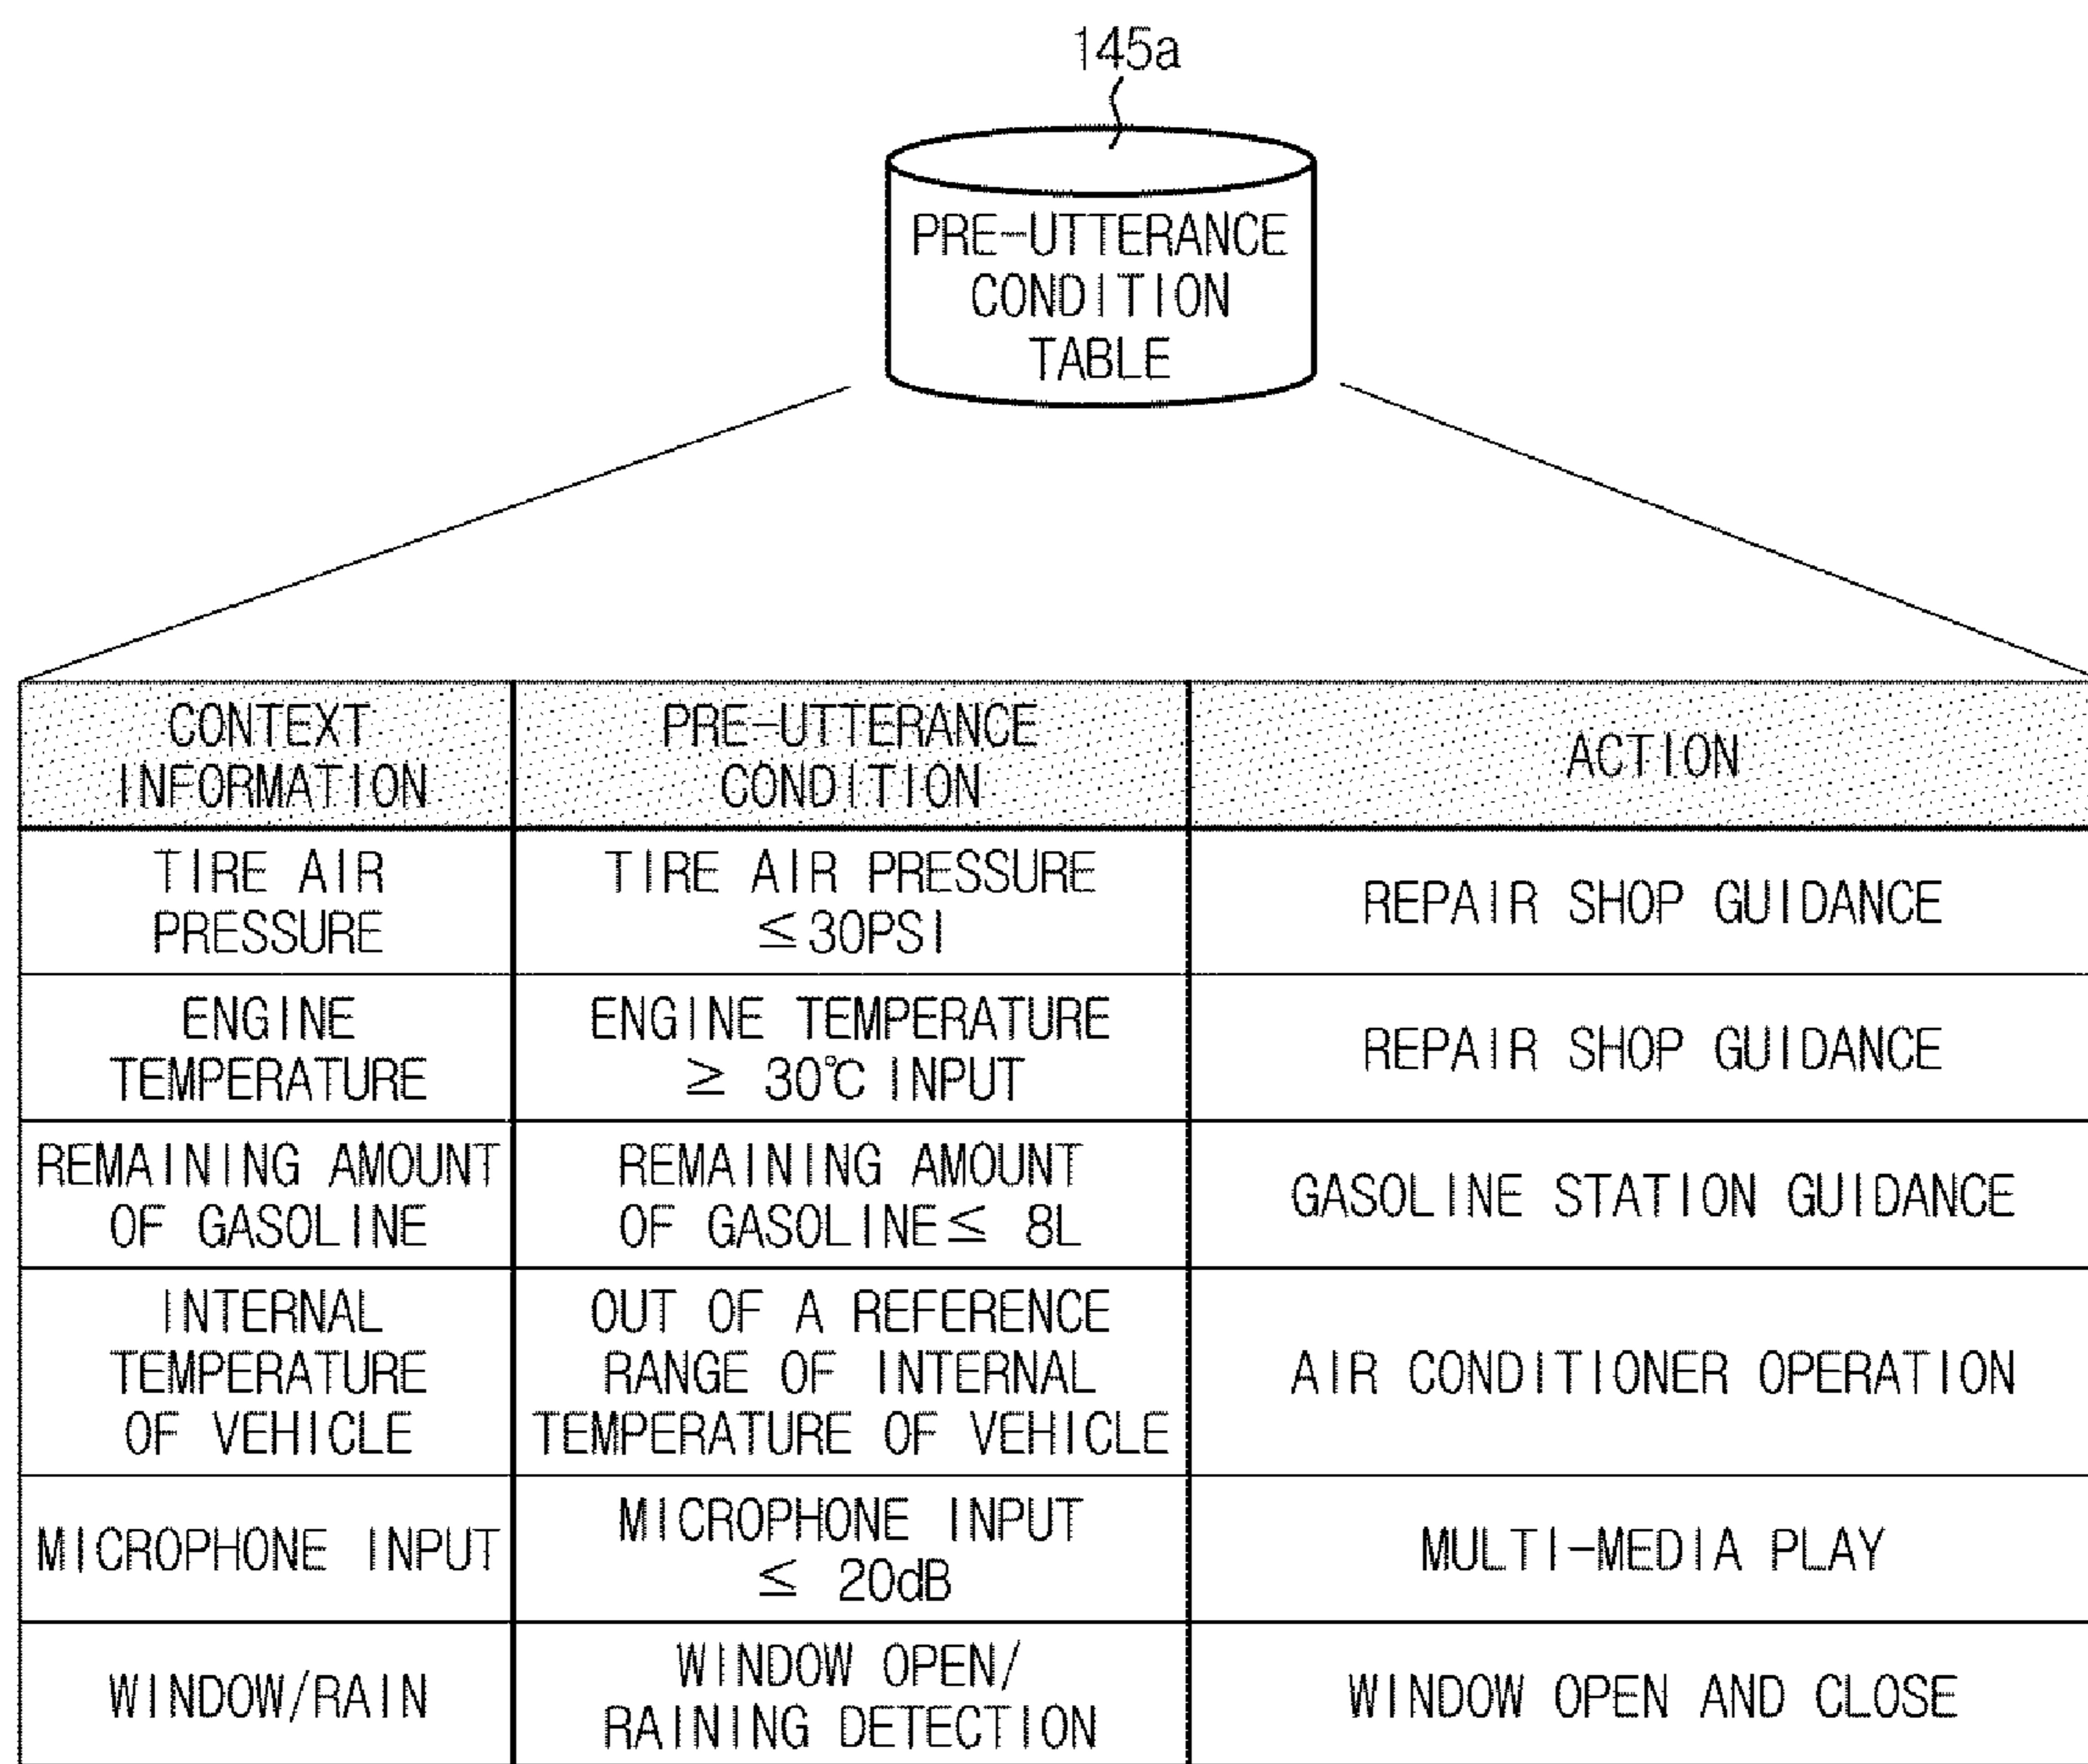 145a
PRE-UTTERANCE
CONDITION
TABLE
CONTEXT
INFORMATION
PRE-UTTERANCE
CONDITION
ACTION
TIRE AIR
PRESSURE
TIRE AIR PRESSURE
≤30PSI
REPAIR SHOP GUIDANCE
ENGINE
TEMPERATURE
ENGINE TEMPERATURE
≥ 30℃ INPUT
REPAIR SHOP GUIDANCE
REMAINING AMOUNT
OF GASOLINE
REMAINING AMOUNT
OF GASOLINE≤ 8L
GASOLINE STATION GUIDANCE
INTERNAL
TEMPERATURE
OF VEHICLE
OUT OF A REFERENCE
RANGE OF INTERNAL
TEMPERATURE OF VEHICLE
AIR CONDITIONER OPERATION
MICROPHONE INPUT
MICROPHONE INPUT
≤ 20dB
MULTI-MEDIA PLAY
WINDOW/RAIN
WINDOW OPEN/
RAINING DETECTION
WINDOW OPEN AND CLOSE